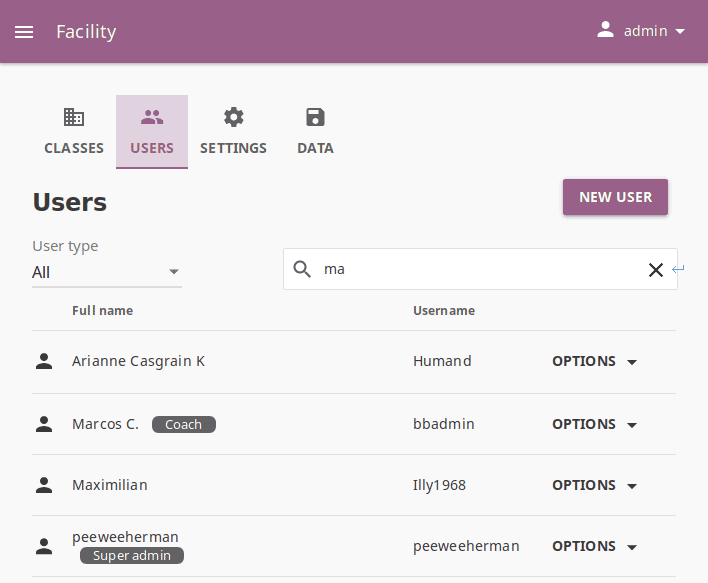 Facility
admin
CLASSES USERS SETTINGS DATA
Users
NEW USER
User type
All
ma
Full name Username
Arianne Casgrain K Humand OPTIONS
Marcos C. Coach bbadmin OPTIONS
Maximilian Illy1968 OPTIONS
peeweeherman
Super admin
peeweeherman OPTIONS